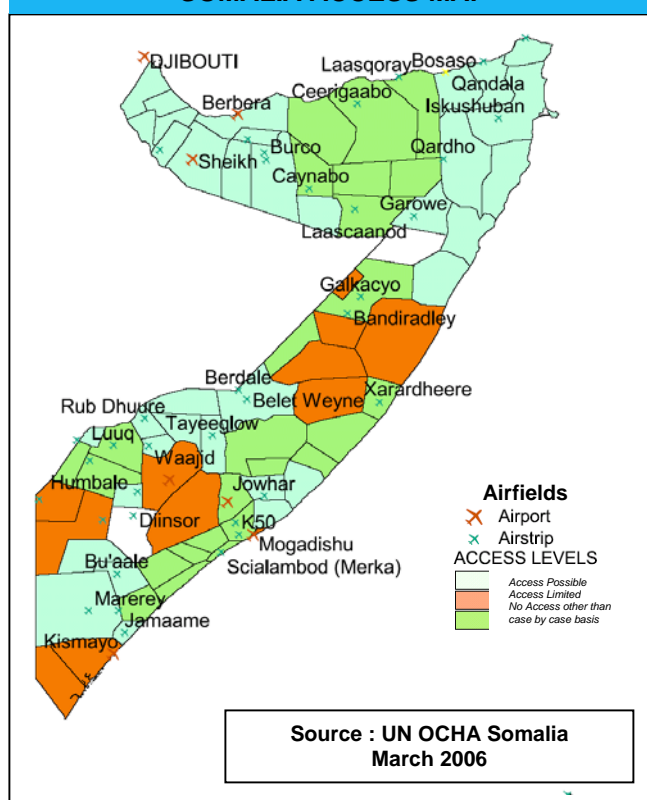 DJIBOUTI
Laasqoray
Bosaso
Ceerigaabo
Qandala
Berbera
Iskushuban
Burco
Qardho
Sheikh
Caynabo
Garowe
Laascaanod
Galkacyo
Bandiradley
Berdale
Xarardheere
Belet Weyne
Rub Dhuure
Tayeeglow
Luuq
Waajid
Humbale
Jowhar
Diinsor
K50
Mogadishu
Bu'aale
Scialambod (Merka)
Marerey
Jamaame
Kismayo
Airfields
Airport
Airstrip
ACCESS LEVELS
Access Possible
Access Limited
No Access other than
case by case basis
Source : UN OCHA Somalia
March 2006